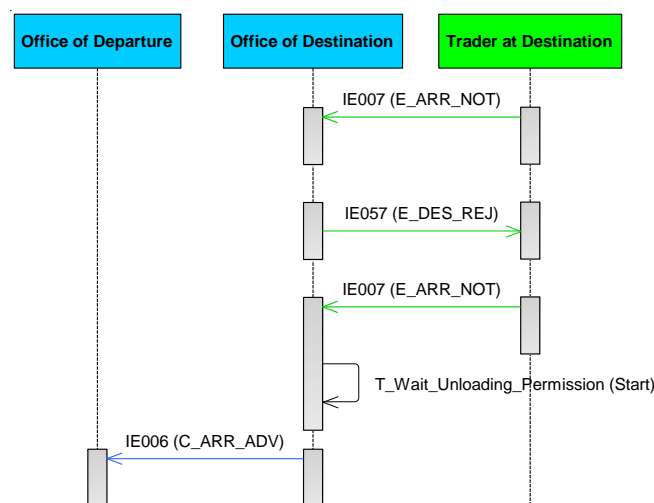 Office of Departure
Office of Destination
Trader at Destination
IE007 (E_ARR_NOT)
IE057 (E_DES_REJ)
IE007 (E_ARR_NOT)
T_Wait_Unloading_Permission (Start)
IE006 (C_ARR_ADV)